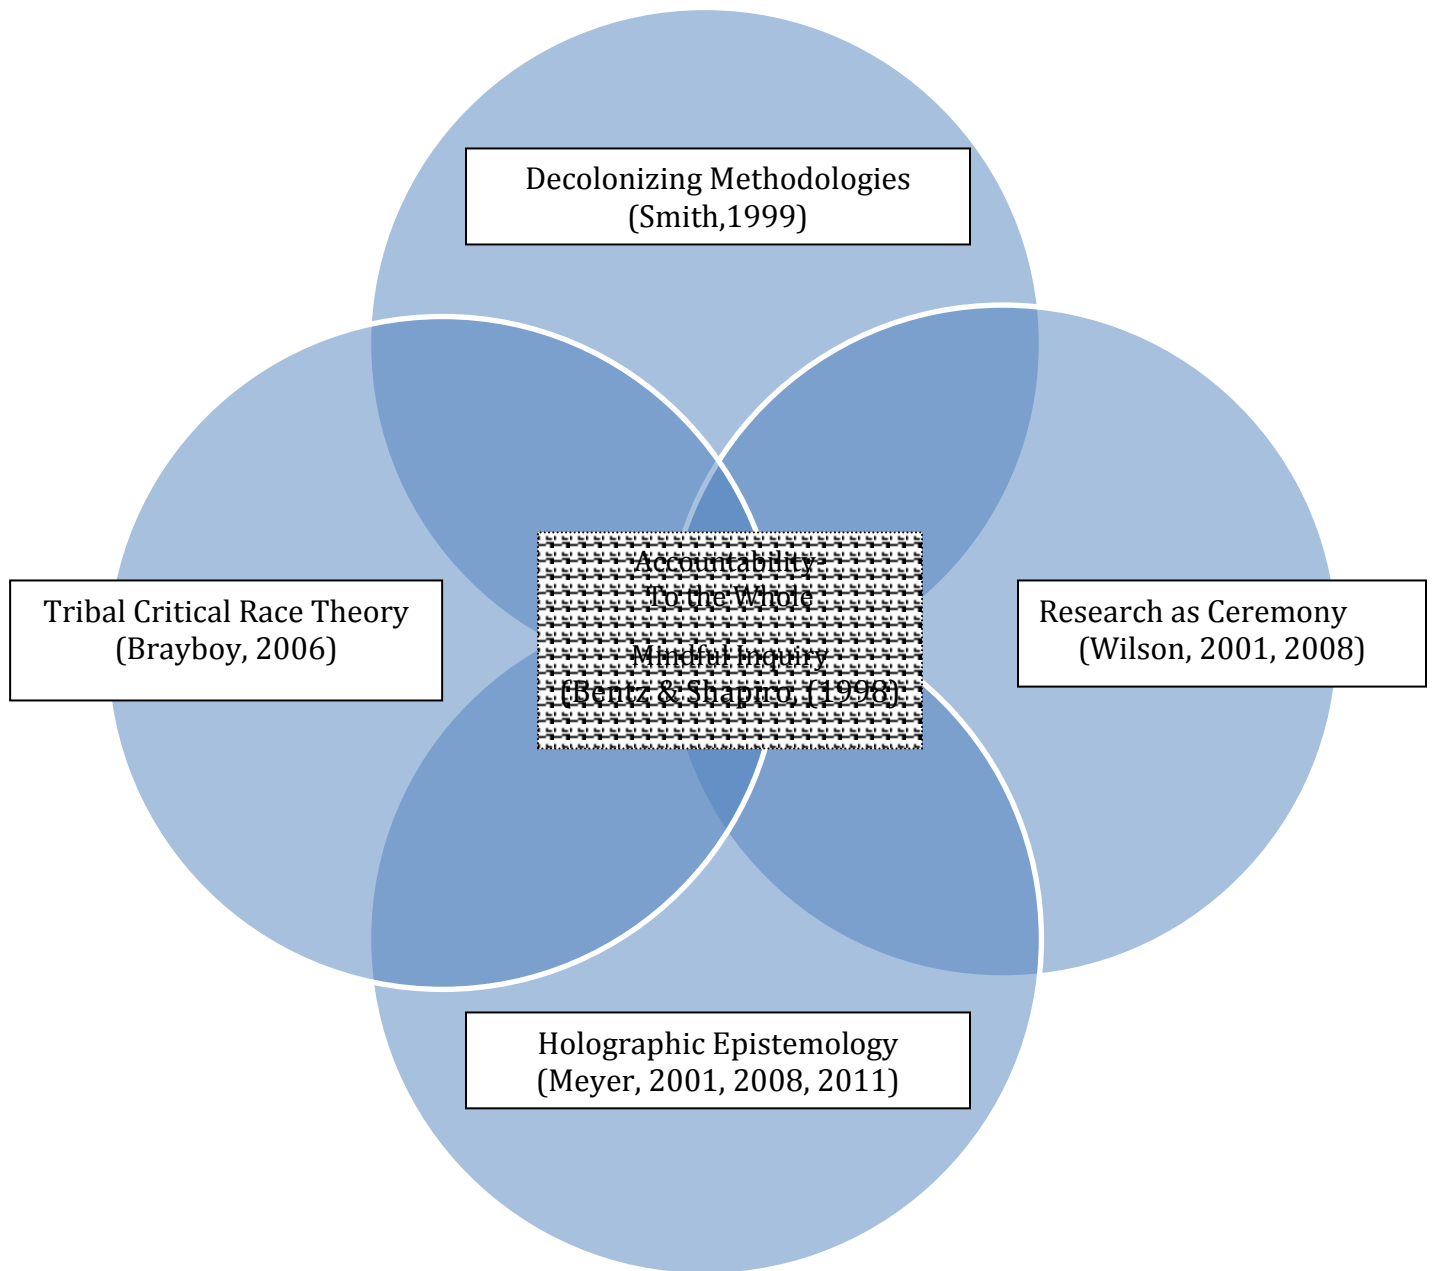 Decolonizing Methodologies
(Smith,1999)
Tribal Critical Race Theory
(Brayboy, 2006)
Accountability
To the Whole
Mindful Inquiry
(Bentz & Shapiro, (1998)
Research as Ceremony
(Wilson, 2001, 2008)
Holographic Epistemology
(Meyer, 2001, 2008, 2011)